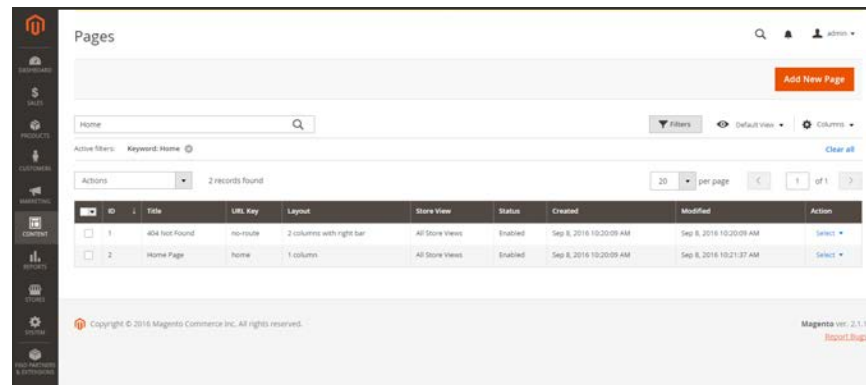 Pages
admin
Add New Page
Home
Filters
Default View
Columns
Active filters: Keyword: Home
Clear all
Actions
2 records found
20 per page
1 of 1
ID Title URL Key Layout Store View Status Created Modified Action
1 404 Not Found no-route 2 columns with right bar All Store Views Enabled Sep 8, 2016 10:20:09 AM Sep 8, 2016 10:20:09 AM Select
2 Home Page home 1 column All Store Views Enabled Sep 8, 2016 10:20:09 AM Sep 8, 2016 10:21:37 AM Select
Copyright © 2016 Magento Commerce Inc. All rights reserved.
Magento ver. 2.1.1
Report Bugs
DASHBOARD
SALES
PRODUCTS
CUSTOMERS
MARKETING
CONTENT
REPORTS
STORES
SYSTEM
FIND PARTNERS
& EXTENSIONS